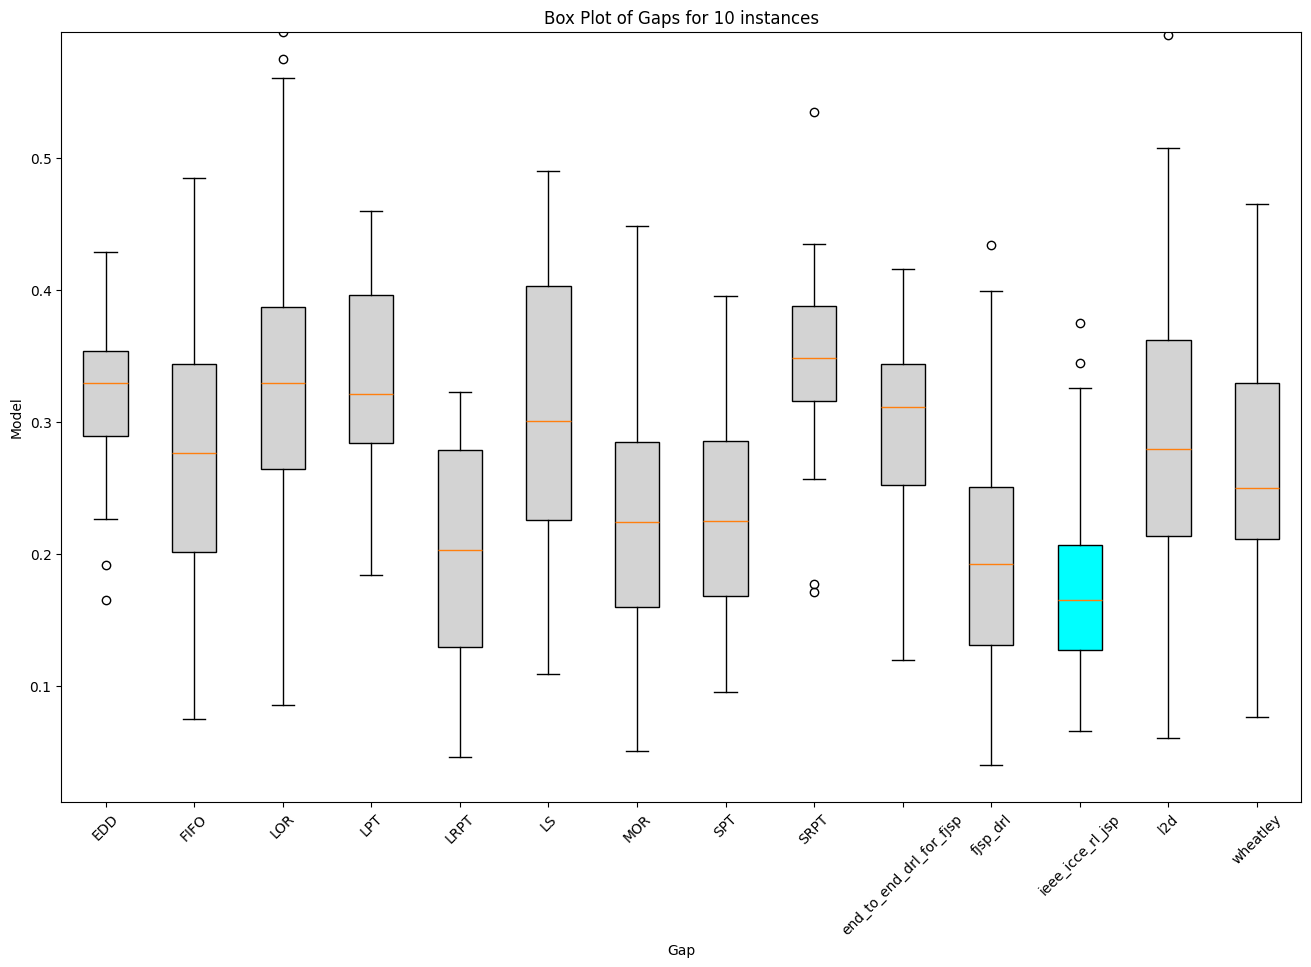 Box Plot of Gaps for 10 instances
Model
0.5
0.4
0.3
0.2
0.1
EDD
FIFO
LOR
LPT
LRPT
LS
MOR
SPT
SRPT
end_to_end_drl_for_fjsp
fjsp_drl
ieee_icce_rl_jsp
l2d
wheatley
Gap